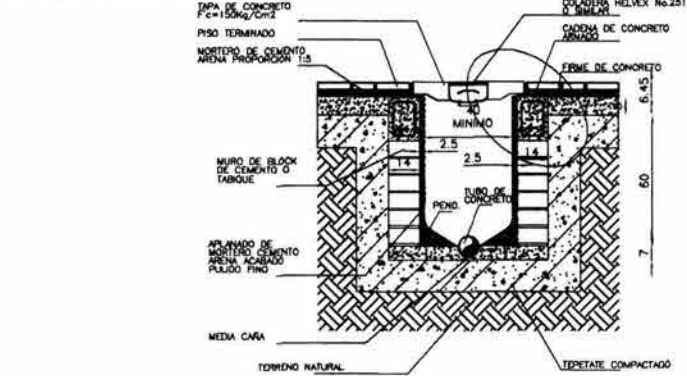 TAPA DE CONCRETO
F'c=150Kg/Cm2
PISO TERMINADO
MORTERO DE CEMENTO
ARENA PROPORCION 1:5
COLADERA HELVEX No.251
O SIMILAR
CADENA DE CONCRETO
ARMADO
FIRME DE CONCRETO
40
MINIMO
6.45
2.5
14
2.5
14
60
MURO DE BLOCK
DE CEMENTO O
TABIQUE
TUBO DE
CONCRETO
PEND.
APLANADO DE
MORTERO CEMENTO
ARENA ACABADO
PULIDO FINO
7
MEDIA CAÑA
TERRENO NATURAL
TEPETATE COMPACTADO